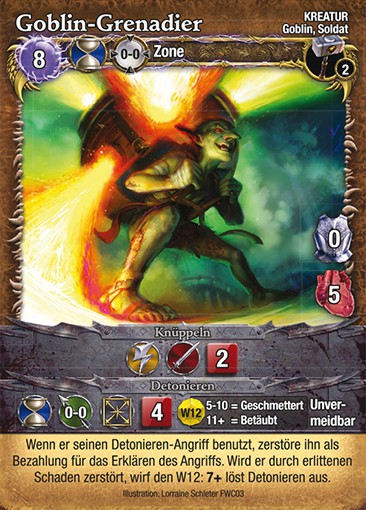 Goblin-Grenadier
KREATUR
Goblin, Soldat
8
0-0
Zone
2
0
5
Knüppeln
2
Detonieren
0-0
4
W12
5-10 = Geschmettert
11+ = Betäubt
Unver-
meidbar
Wenn er seinen Detonieren-Angriff benutzt, zerstöre ihn als
Bezahlung für das Erklären des Angriffs. Wird er durch erlittenen
Schaden zerstört, wirf den W12: 7+ löst Detonieren aus.
Illustration: Lorraine Schleter FWC03